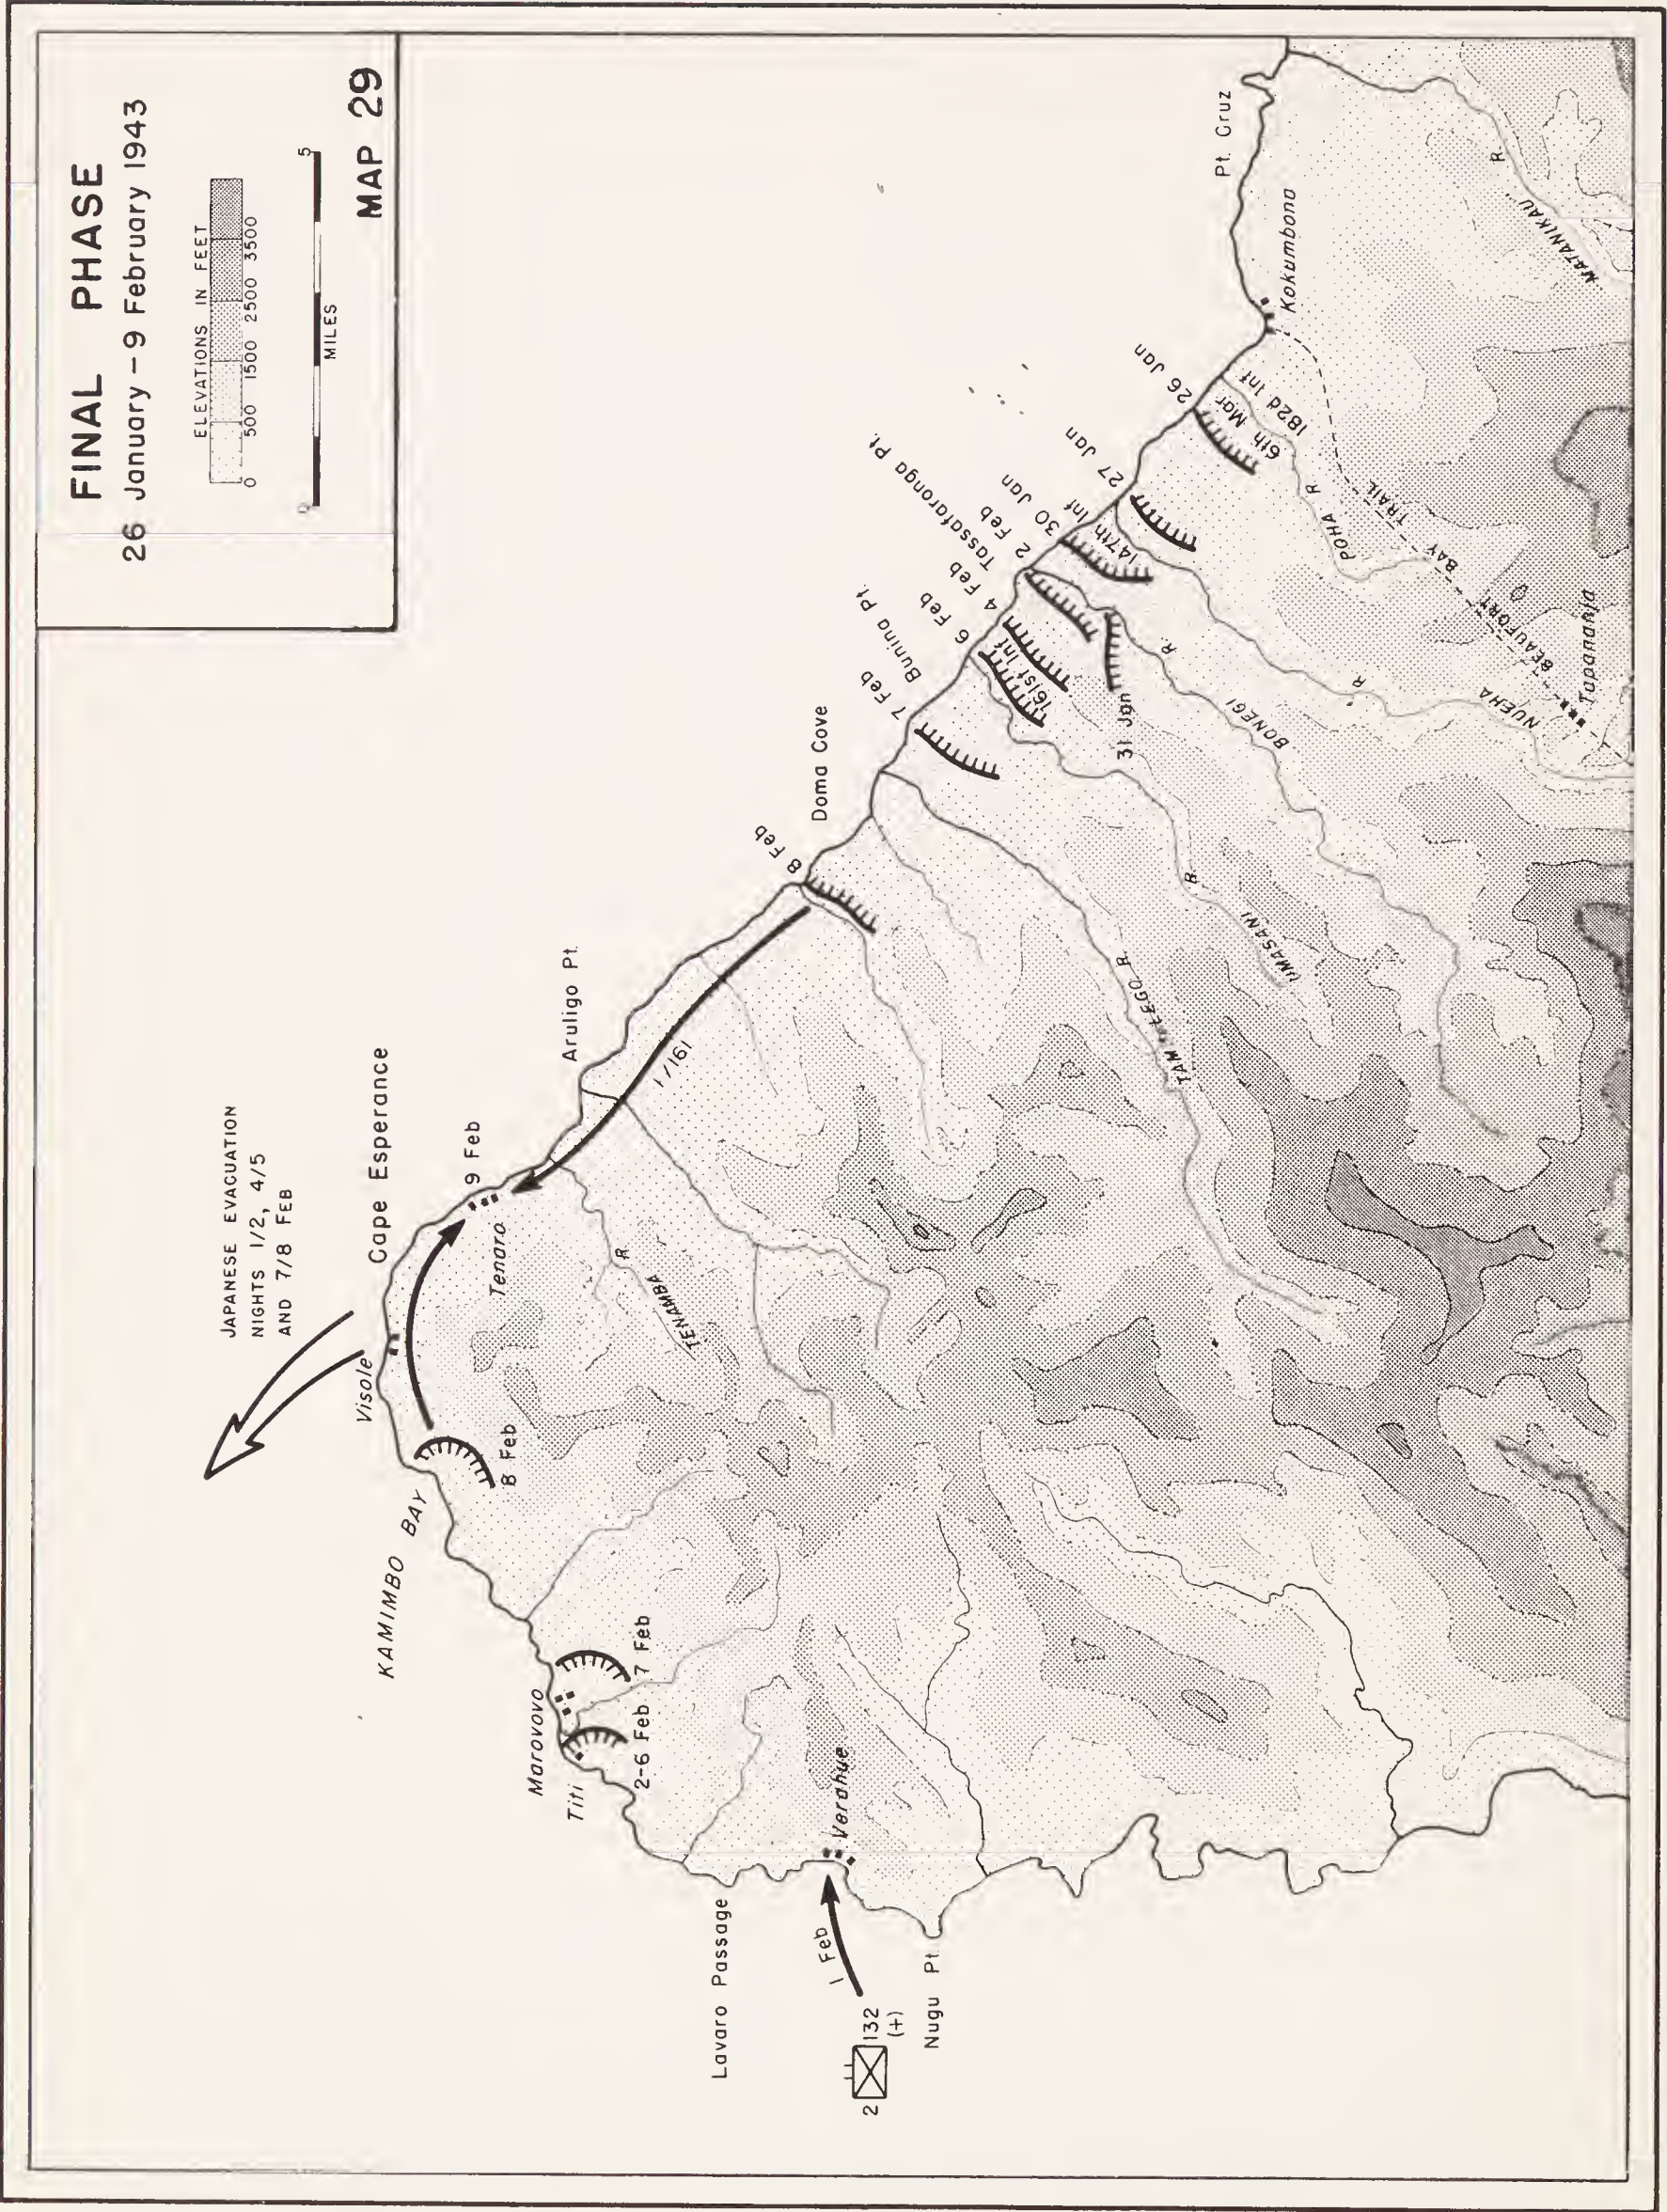 FINAL PHASE
26 January – 9 February 1943
ELEVATIONS IN FEET
0 500 1500 2500 3500
0 5
MILES
MAP 29
JAPANESE EVACUATION
NIGHTS 1/2, 4/5
AND 7/8 FEB
Cape Esperance
Visole
KAMIMBO BAY
8 Feb
9 Feb
Tenaro
TENAMBA R.
Aruligo Pt.
1/161
Marovovo
Titi
7 Feb
2-6 Feb
Verahue
Lavaro Passage
1 Feb
2 132
(+)
Nugu Pt.
8 Feb
Doma Cove
7 Feb
Bunina Pt.
6 Feb
4 Feb
Tassafaronga Pt.
2 Feb
30 Jan
27 Jan
26 Jan
161st Inf
31 Jan
147th Inf
6th Mar
182d Inf
Kokumbona
Pt. Cruz
MATANIKAU R.
POHA R.
BEAUFORT BAY TRAIL
Tapananja
NUEHA R.
BONEGI R.
UMASANI R.
R.